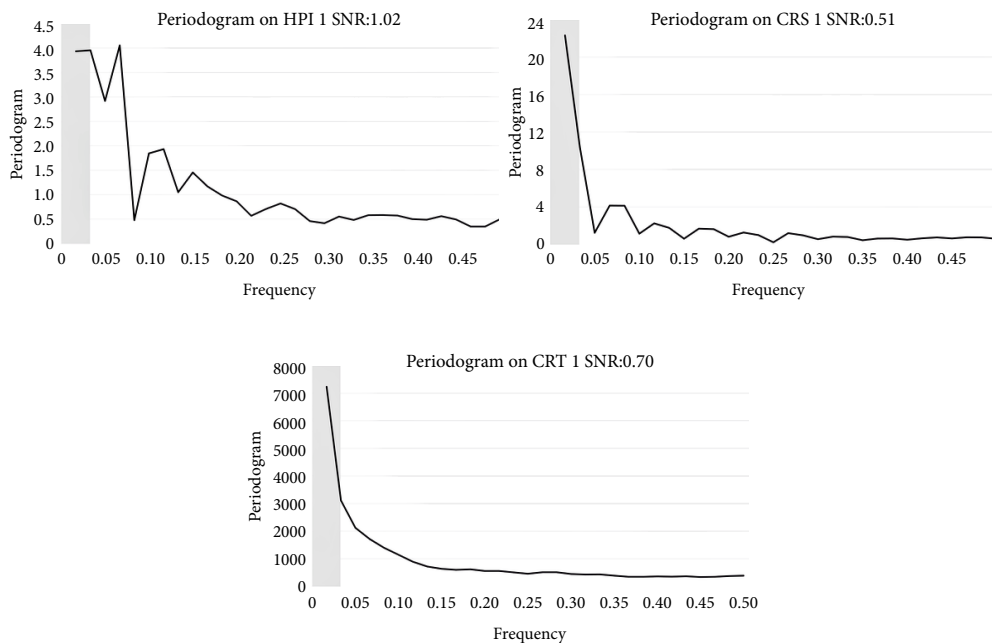 Periodogram on HPI 1 SNR:1.02
4.5
4.0
3.5
3.0
2.5
2.0
1.5
1.0
0.5
0
Periodogram
0 0.05 0.10 0.15 0.20 0.25 0.30 0.35 0.40 0.45
Frequency
Periodogram on CRS 1 SNR:0.51
24
20
16
12
8
4
0
Periodogram
0 0.05 0.10 0.15 0.20 0.25 0.30 0.35 0.40 0.45
Frequency
Periodogram on CRT 1 SNR:0.70
8000
7000
6000
5000
4000
3000
2000
1000
0
Periodogram
0 0.05 0.10 0.15 0.20 0.25 0.30 0.35 0.40 0.45 0.50
Frequency